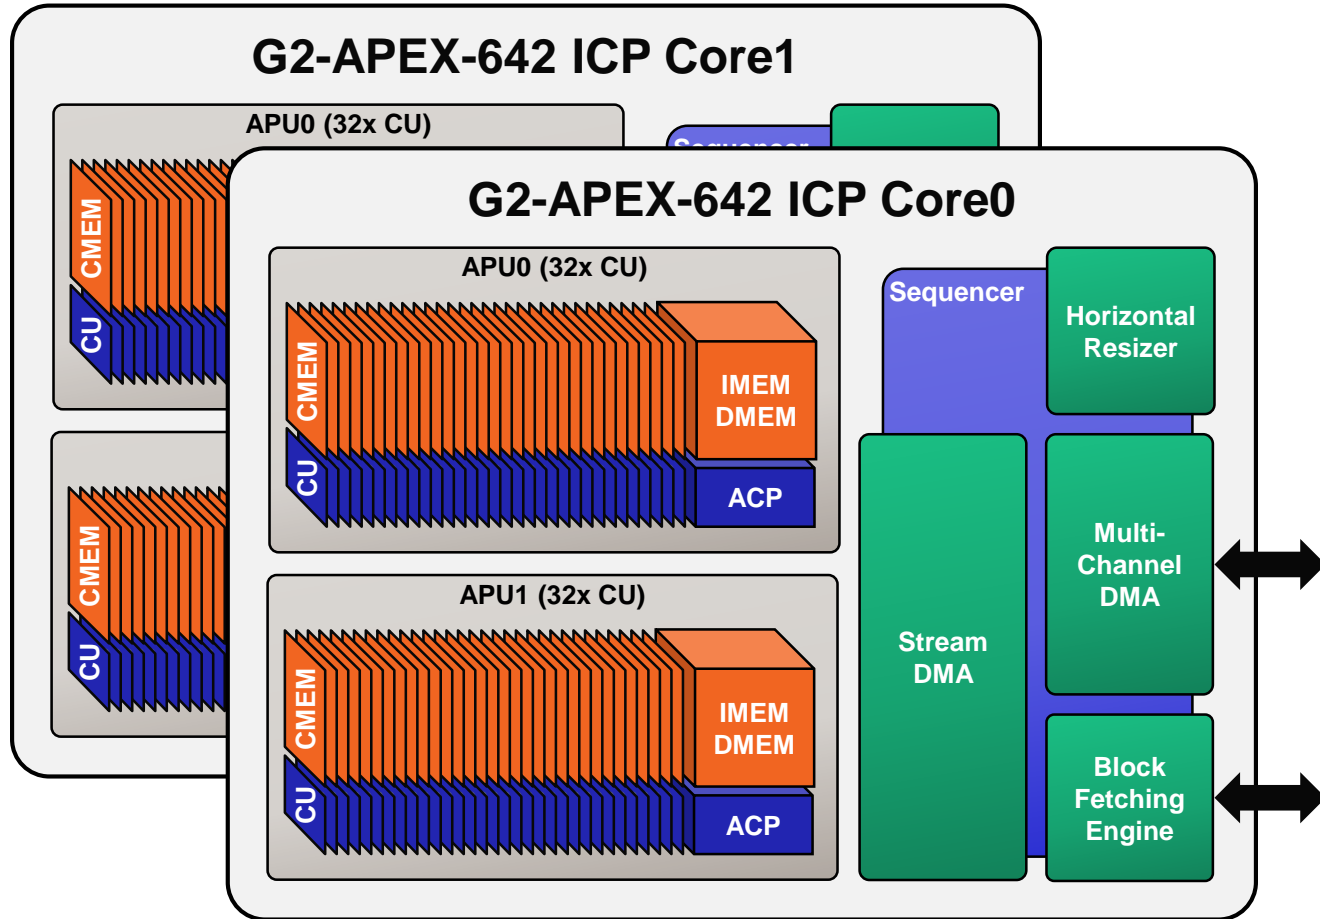 G2-APEX-642 ICP Core1
APU0 (32x CU)
CMEM
CU
CMEM
CU
Sequencer
G2-APEX-642 ICP Core0
APU0 (32x CU)
CMEM
CU
IMEM
DMEM
ACP
APU1 (32x CU)
CMEM
CU
IMEM
DMEM
ACP
Sequencer
Horizontal
Resizer
Stream
DMA
Multi-
Channel
DMA
Block
Fetching
Engine